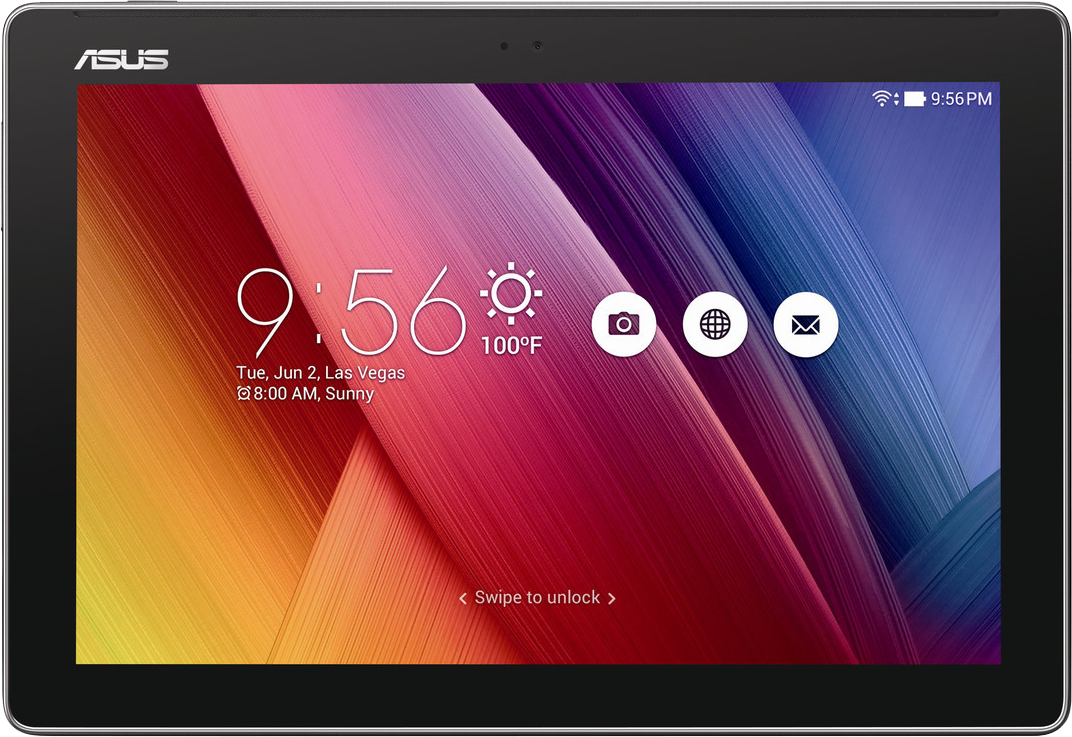 ASUS
9:56PM
9:56
100ºF
Tue, Jun 2, Las Vegas
8:00 AM, Sunny
Swipe to unlock